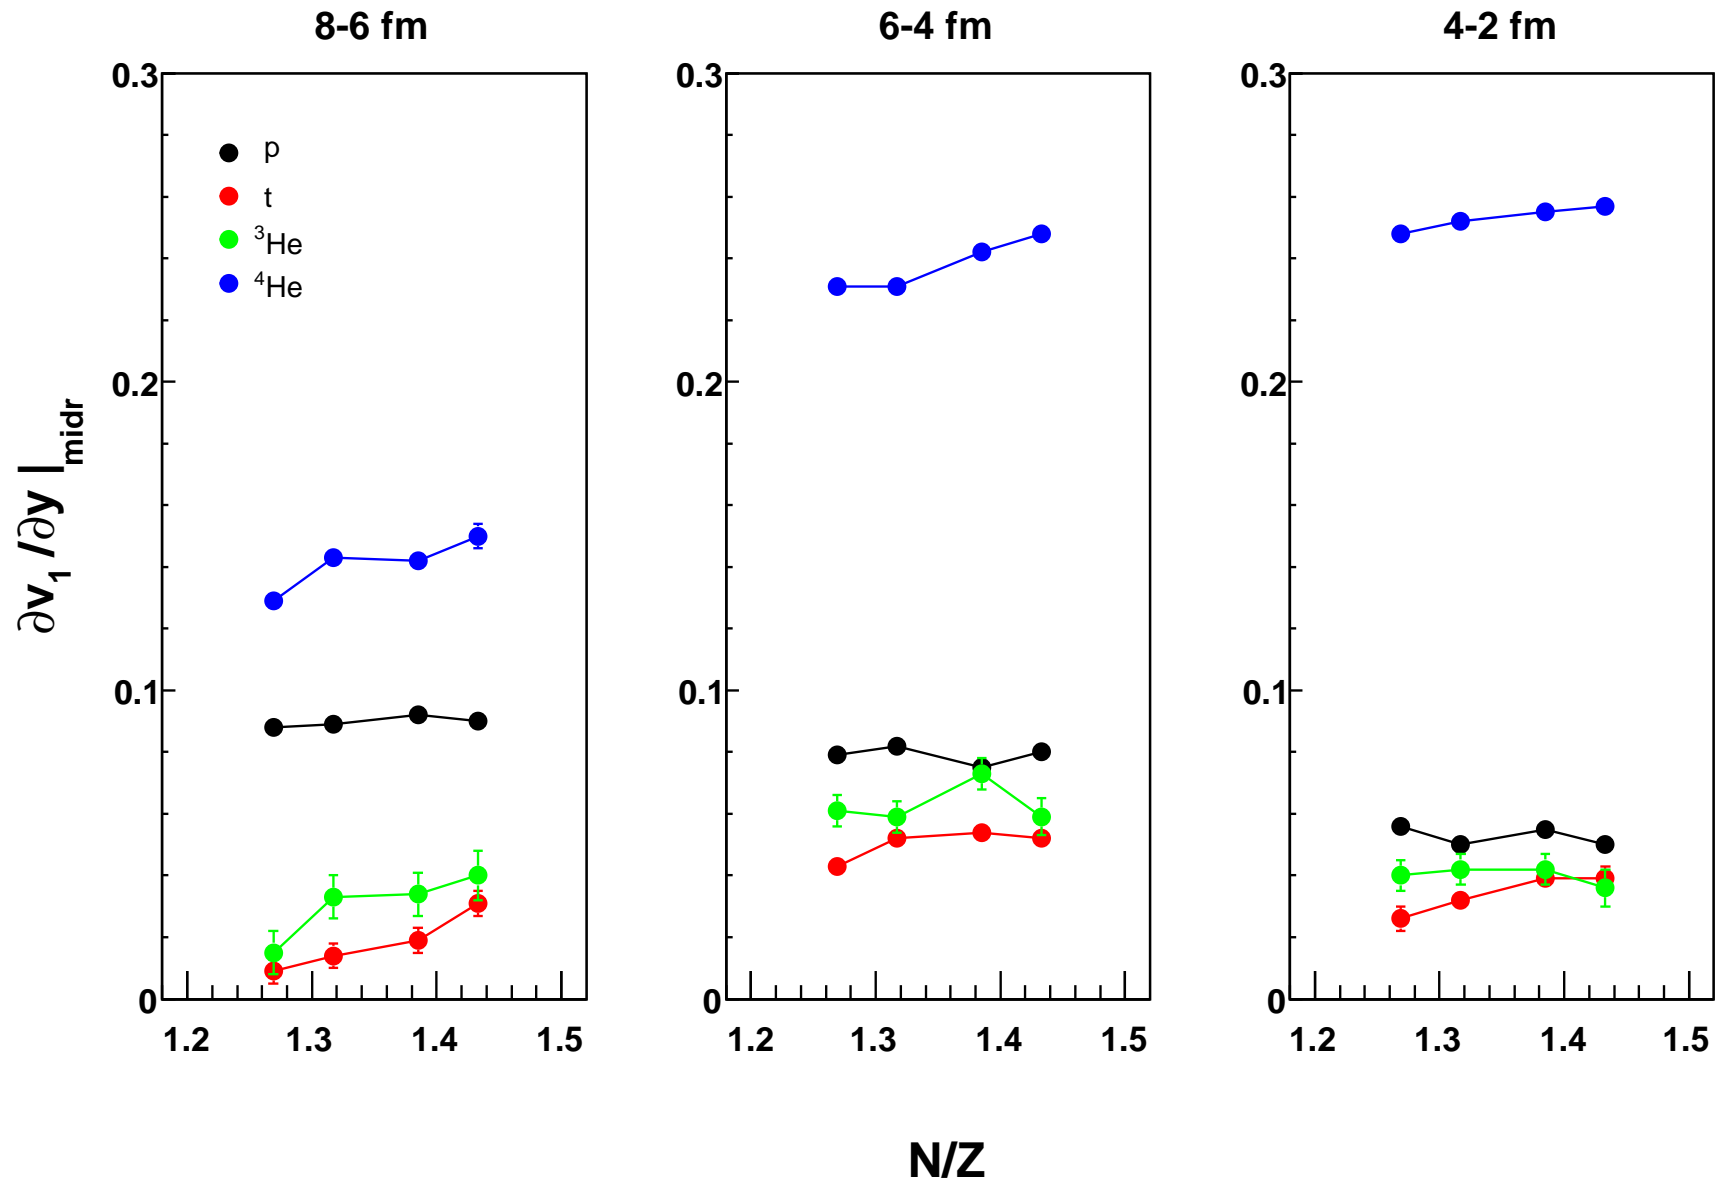 8-6 fm 6-4 fm 4-2 fm
0.3 0.3 0.3
p
t
³He
⁴He
0.2 0.2 0.2
∂v₁ /∂y |midr
0.1 0.1 0.1
0 0 0
1.2 1.3 1.4 1.5 1.2 1.3 1.4 1.5 1.2 1.3 1.4 1.5
N/Z